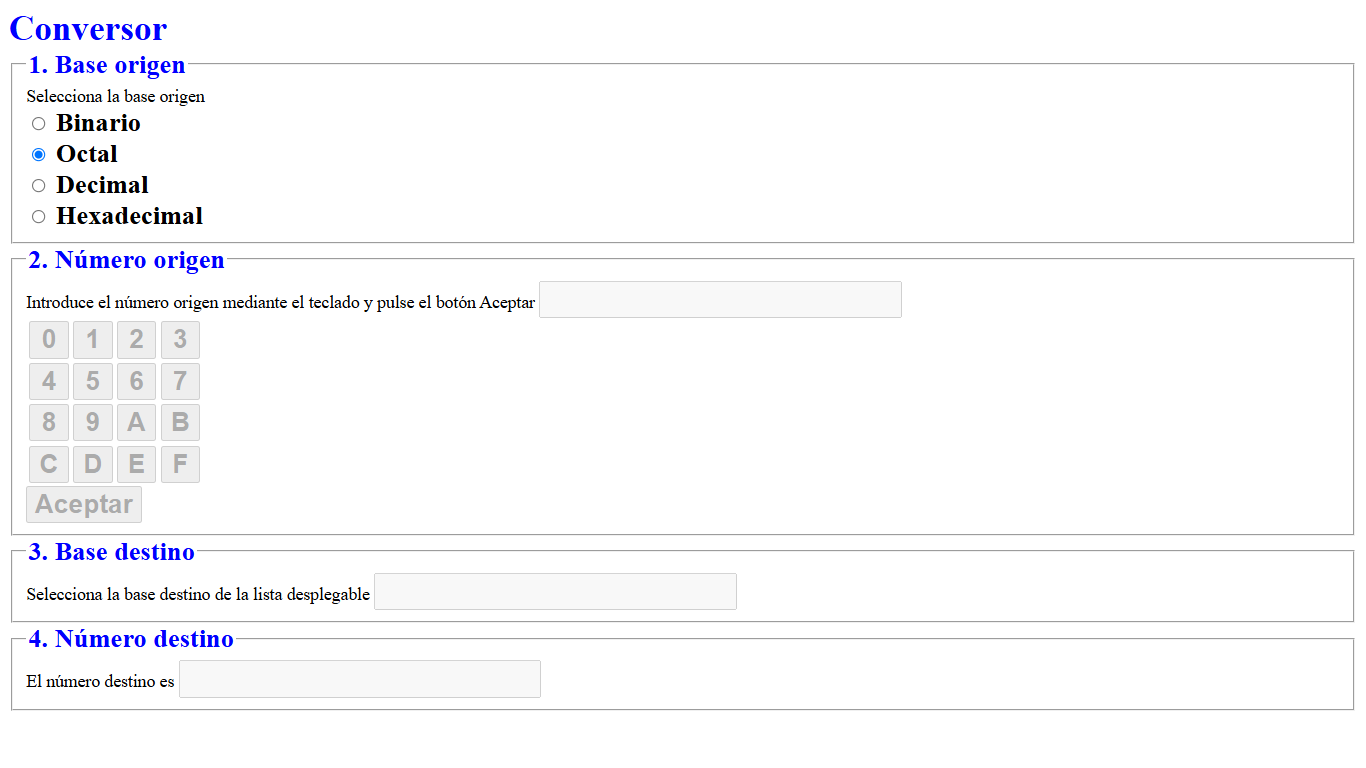 Conversor
1. Base origen
Selecciona la base origen
Binario
Octal
Decimal
Hexadecimal
2. Número origen
Introduce el número origen mediante el teclado y pulse el botón Aceptar
0 1 2 3
4 5 6 7
8 9 A B
C D E F
Aceptar
3. Base destino
Selecciona la base destino de la lista desplegable
4. Número destino
El número destino es